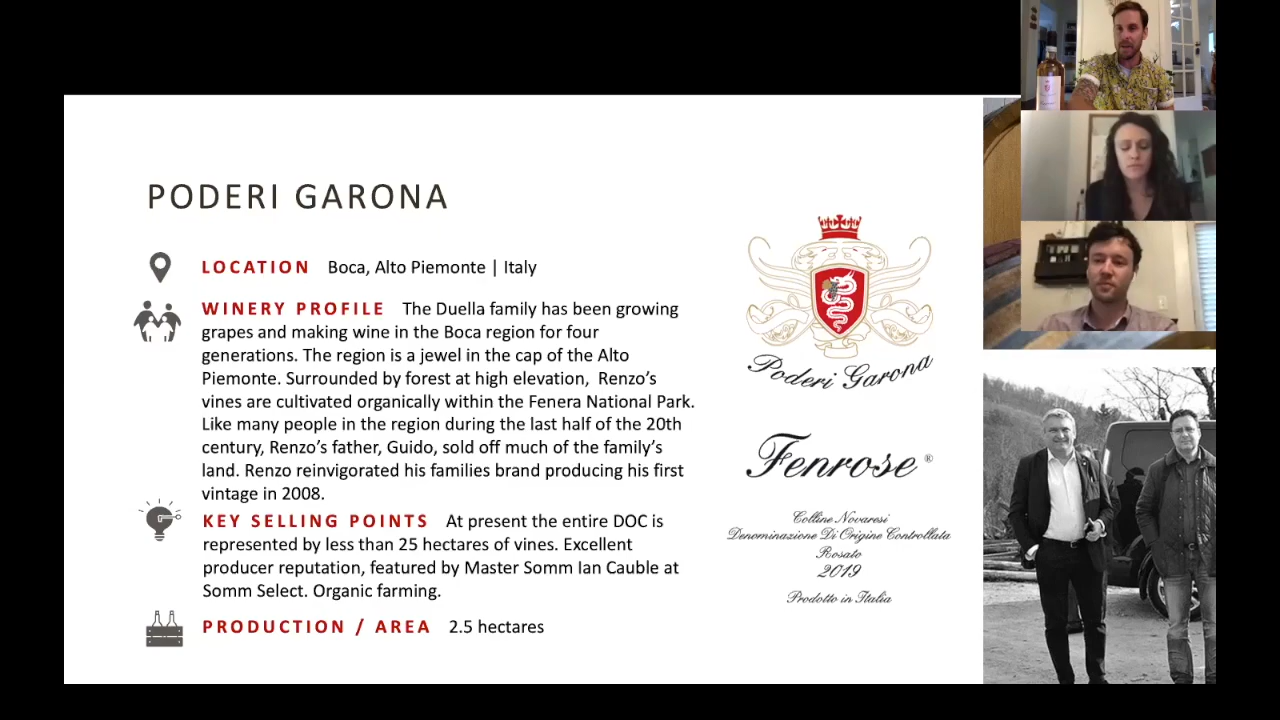 PODERI GARONA
LOCATION Boca, Alto Piemonte | Italy
WINERY PROFILE The Duella family has been growing
grapes and making wine in the Boca region for four
generations. The region is a jewel in the cap of the Alto
Piemonte. Surrounded by forest at high elevation, Renzo's
vines are cultivated organically within the Fenera National Park.
Like many people in the region during the last half of the 20th
century, Renzo's father, Guido, sold off much of the family's
land. Renzo reinvigorated his families brand producing his first
vintage in 2008.
KEY SELLING POINTS At present the entire DOC is
represented by less than 25 hectares of vines. Excellent
producer reputation, featured by Master Somm Ian Cauble at
Somm Select. Organic farming.
PRODUCTION / AREA 2.5 hectares
Poderi Garona
Fenrose ®
Colline Novaresi
Denominazione Di Origine Controllata
Rosato
2019
Prodotto in Italia